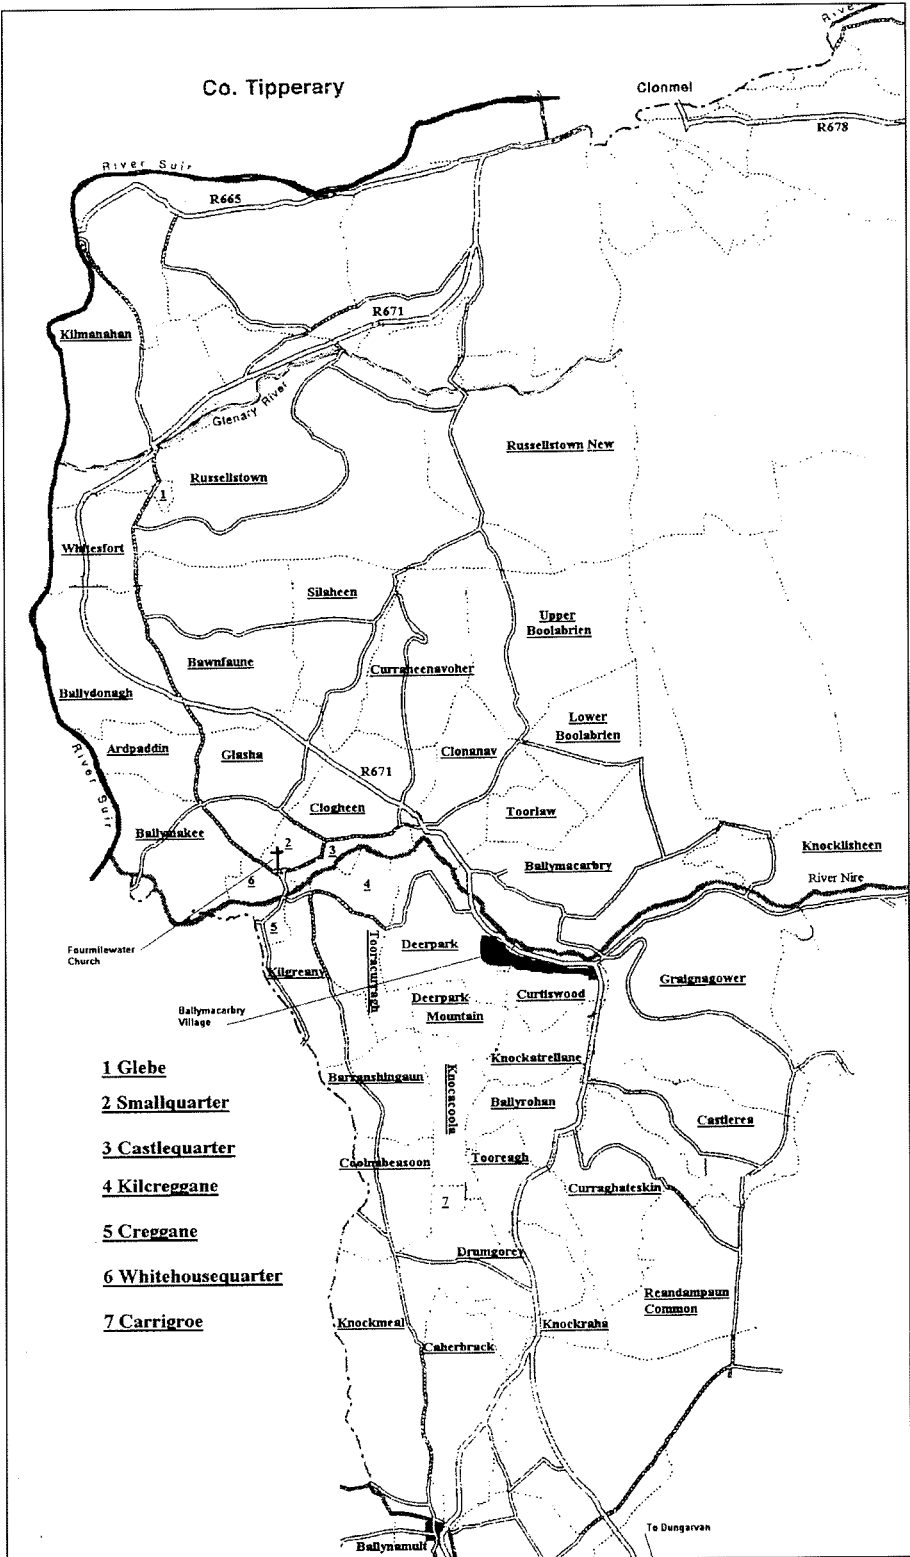 River
Co. Tipperary
Clonmel
R678
River Suir
R665
R671
Kilmanahan
Glenary River
Russellstown New
Russellstown
1
Whitesfort
Silaheen
Upper
Boolabrien
Bawnfaune
Curraheenavoher
Ballydonagh
Lower
Boolabrien
Ardpaddin
Glasha
Clonanav
River Suir
R671
Clogheen
Toorlaw
Ballymakee
2
3
Knocklisheen
Ballymacarbry
River Nire
6
4
5
Fourmilewater
Church
Tooracurragh
Deerpark
Kilgreany
Graignagower
Curtiswood
Deerpark
Mountain
Ballymacarbry
Village
Knockatrellane
1 Glebe
Barranshingaun
Knocacoola
2 Smallquarter
Ballyrohan
Castlerea
3 Castlequarter
Coolnabeasoon
Tooreagh
4 Kilcreggane
Curraghateskin
7
5 Creggane
Drumgorey
6 Whitehousequarter
Reandampaun
Common
7 Carrigroe
Knockmeal
Knockraha
Caherbrack
To Dungarvan
Ballynamult